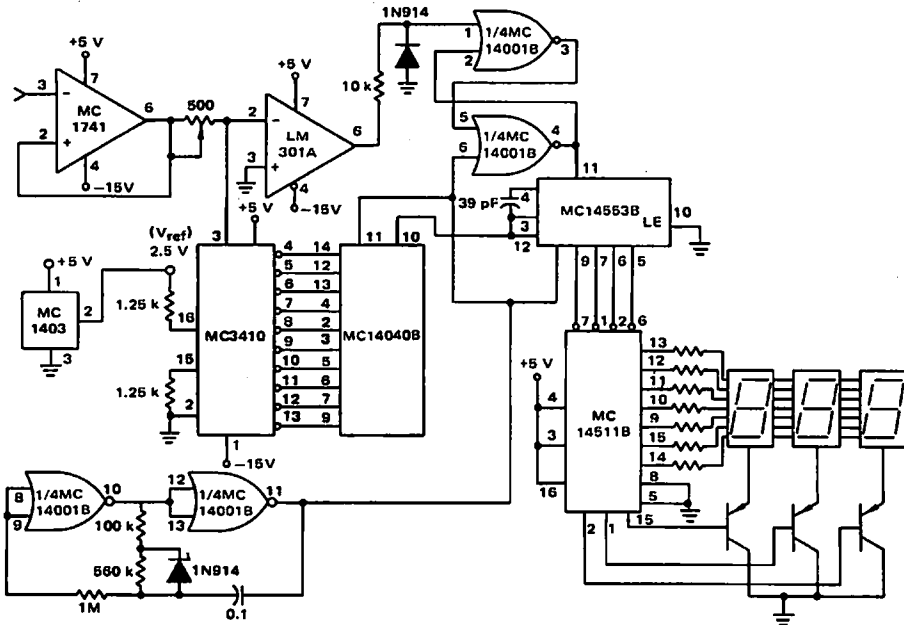 1N914
+5 V
1
2
1/4MC
14001B
3
+5 V
7
3
–
MC
1741
6
2
+
4
–15V
500
+5 V
7
2
–
LM
301A
6
3
+
4
–15V
10 k
5
6
1/4MC
14001B
4
11
39 pF
4
3
12
MC14553B
LE
10
9
7
6
5
+5 V
3
(Vref)
2.5 V
+5 V
1
MC
1403
2
3
1.25 k
16
15
1.25 k
2
MC3410
1
–15V
4
5
6
7
8
9
10
11
12
13
14
12
13
4
2
3
5
6
7
9
11
10
MC14040B
7
1
2
6
+5 V
4
3
16
MC
14511B
13
12
11
10
9
15
14
8
5
2
1
15
8
9
1/4MC
14001B
10
12
13
1/4MC
14001B
11
100 k
560 k
1N914
1M
0.1